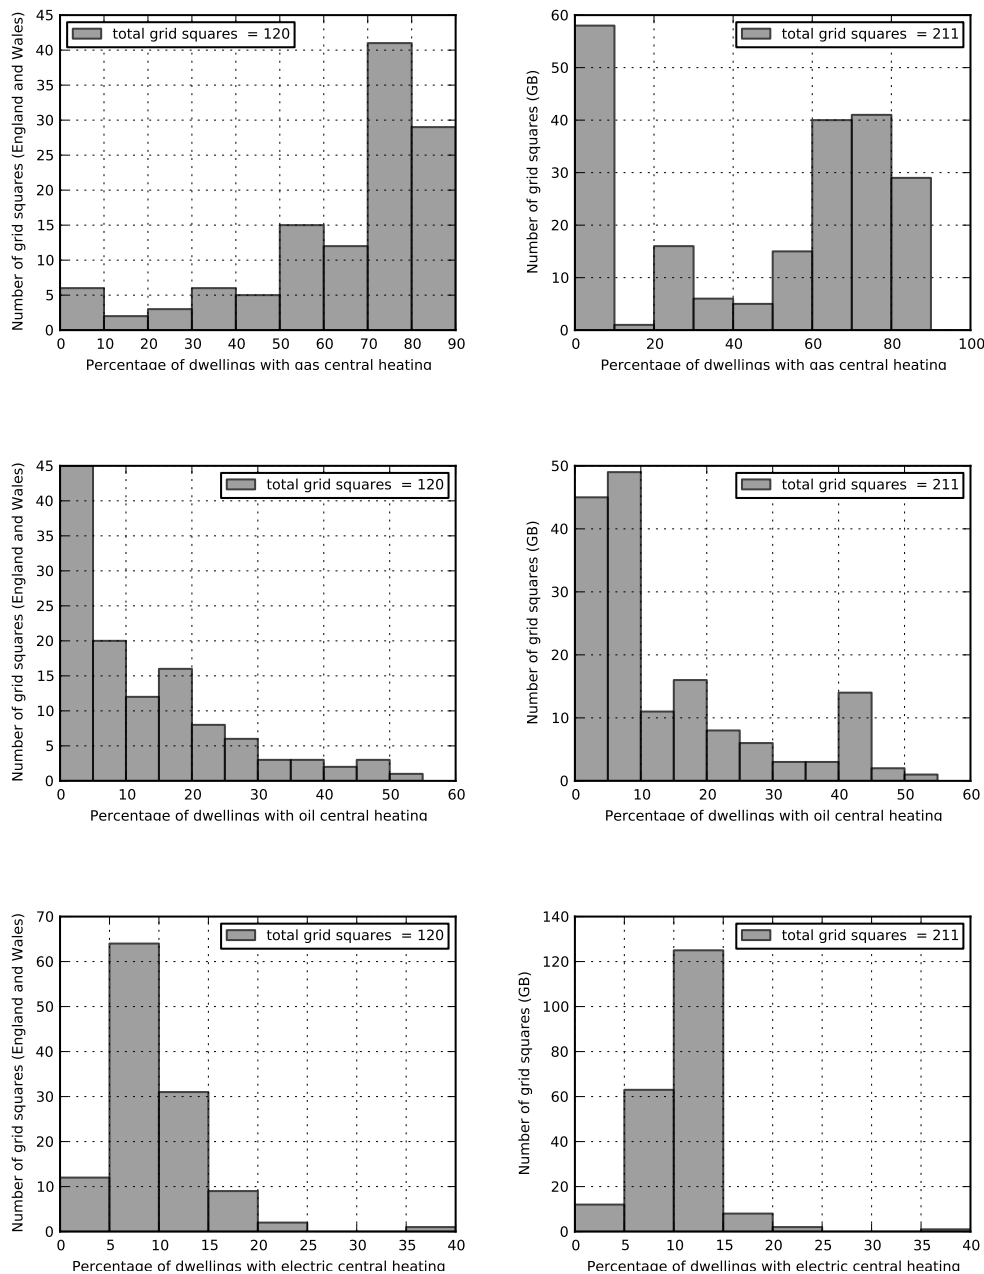 total grid squares = 120
Number of grid squares (England and Wales)
45
40
35
30
25
20
15
10
5
0
0 10 20 30 40 50 60 70 80 90
Percentage of dwellings with gas central heating
total grid squares = 211
Number of grid squares (GB)
60
50
40
30
20
10
0
0 20 40 60 80 100
Percentage of dwellings with gas central heating
total grid squares = 120
Number of grid squares (England and Wales)
45
40
35
30
25
20
15
10
5
0
0 10 20 30 40 50 60
Percentage of dwellings with oil central heating
total grid squares = 211
Number of grid squares (GB)
50
40
30
20
10
0
0 10 20 30 40 50 60
Percentage of dwellings with oil central heating
total grid squares = 120
Number of grid squares (England and Wales)
70
60
50
40
30
20
10
0
0 5 10 15 20 25 30 35 40
Percentage of dwellings with electric central heating
total grid squares = 211
Number of grid squares (GB)
140
120
100
80
60
40
20
0
0 5 10 15 20 25 30 35 40
Percentage of dwellings with electric central heating